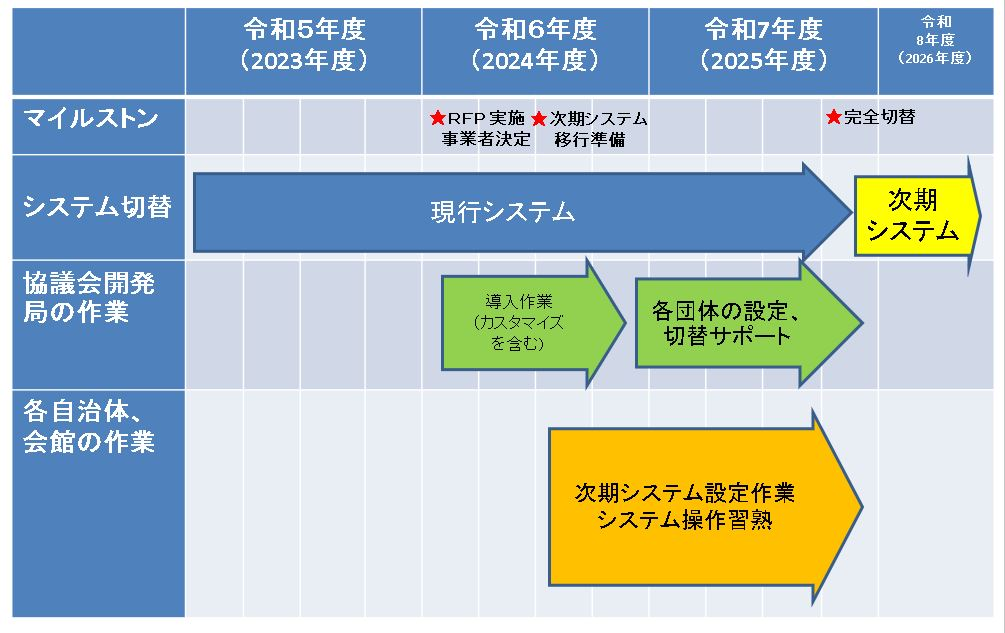 令和5年度
（2023年度）
令和6年度
（2024年度）
令和7年度
（2025年度）
令和
8年度
（2026年度）
マイルストン
★RFP実施
事業者決定
★次期システム
移行準備
★完全切替
システム切替
現行システム
次期
システム
協議会開発
局の作業
導入作業
（カスタマイズ
を含む）
各団体の設定、
切替サポート
各自治体、
会館の作業
次期システム設定作業
システム操作習熟